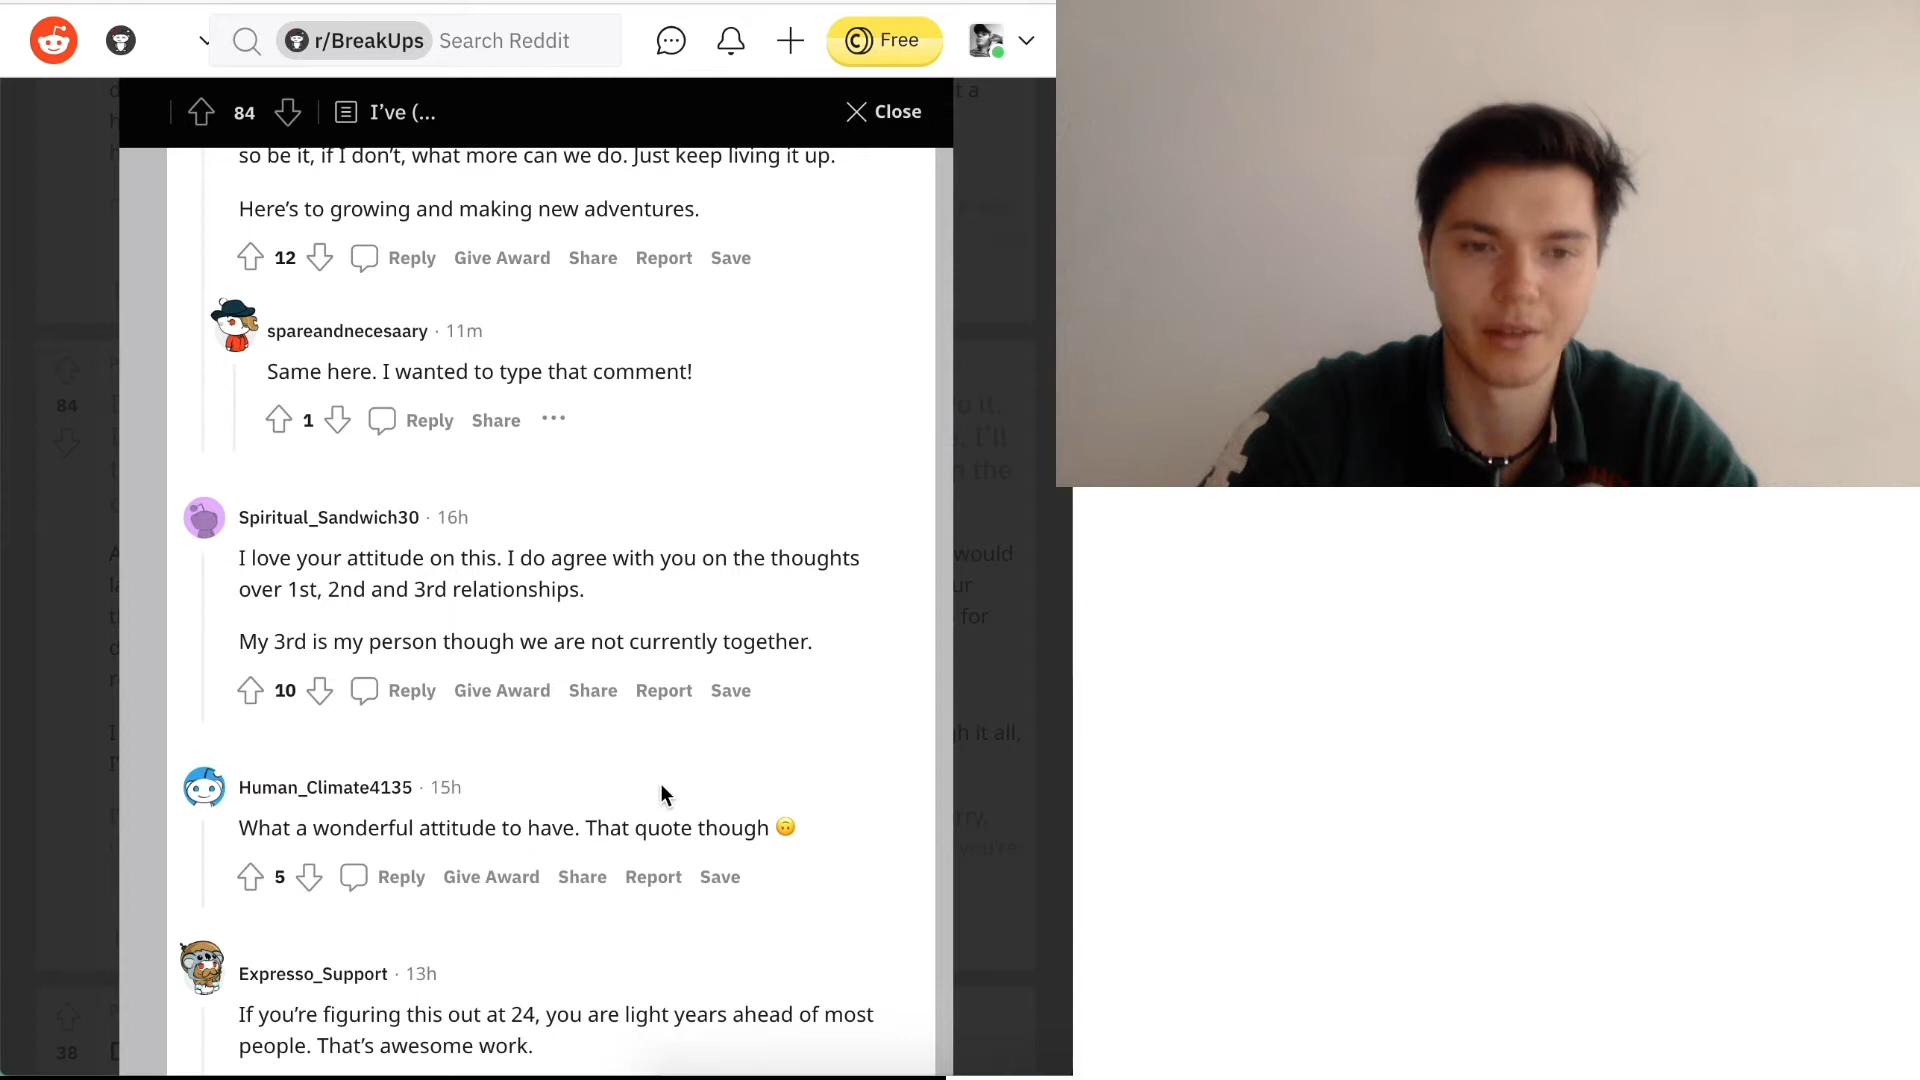 r/BreakUps Search Reddit Free
84 I've (... Close
so be it, if I don't, what more can we do. Just keep living it up.
Here's to growing and making new adventures.
12 Reply Give Award Share Report Save
spareandnecesaary · 11m
Same here. I wanted to type that comment!
1 Reply Share ...
Spiritual_Sandwich30 · 16h
I love your attitude on this. I do agree with you on the thoughts
over 1st, 2nd and 3rd relationships.
My 3rd is my person though we are not currently together.
10 Reply Give Award Share Report Save
Human_Climate4135 · 15h
What a wonderful attitude to have. That quote though 🙃
5 Reply Give Award Share Report Save
Expresso_Support · 13h
If you're figuring this out at 24, you are light years ahead of most
people. That's awesome work.
84
38
would
for
h it all,